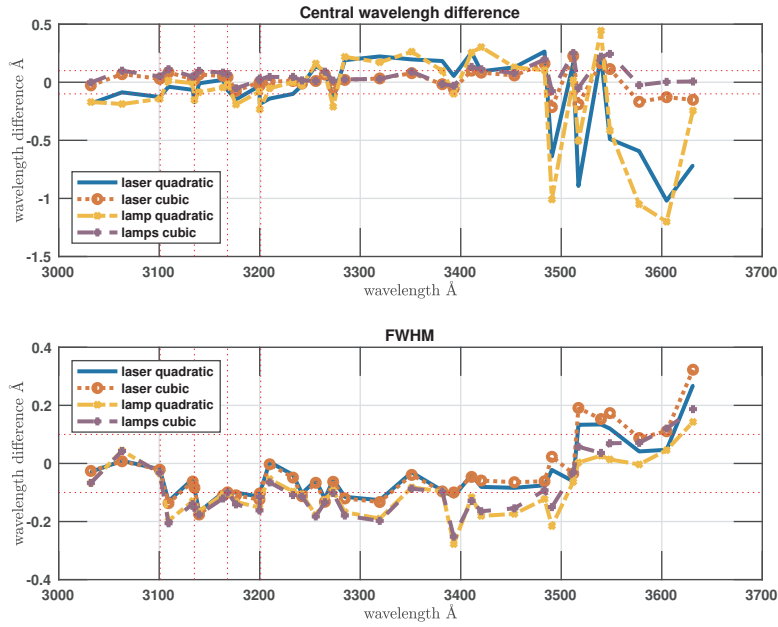 Central wavelengh difference
wavelength difference Å
0.5
0
-0.5
-1
-1.5
laser quadratic
laser cubic
lamp quadratic
lamps cubic
3000 3100 3200 3300 3400 3500 3600 3700
wavelength Å
FWHM
wavelength difference Å
0.4
0.2
0
-0.2
-0.4
laser quadratic
laser cubic
lamp quadratic
lamps cubic
3000 3100 3200 3300 3400 3500 3600 3700
wavelength Å